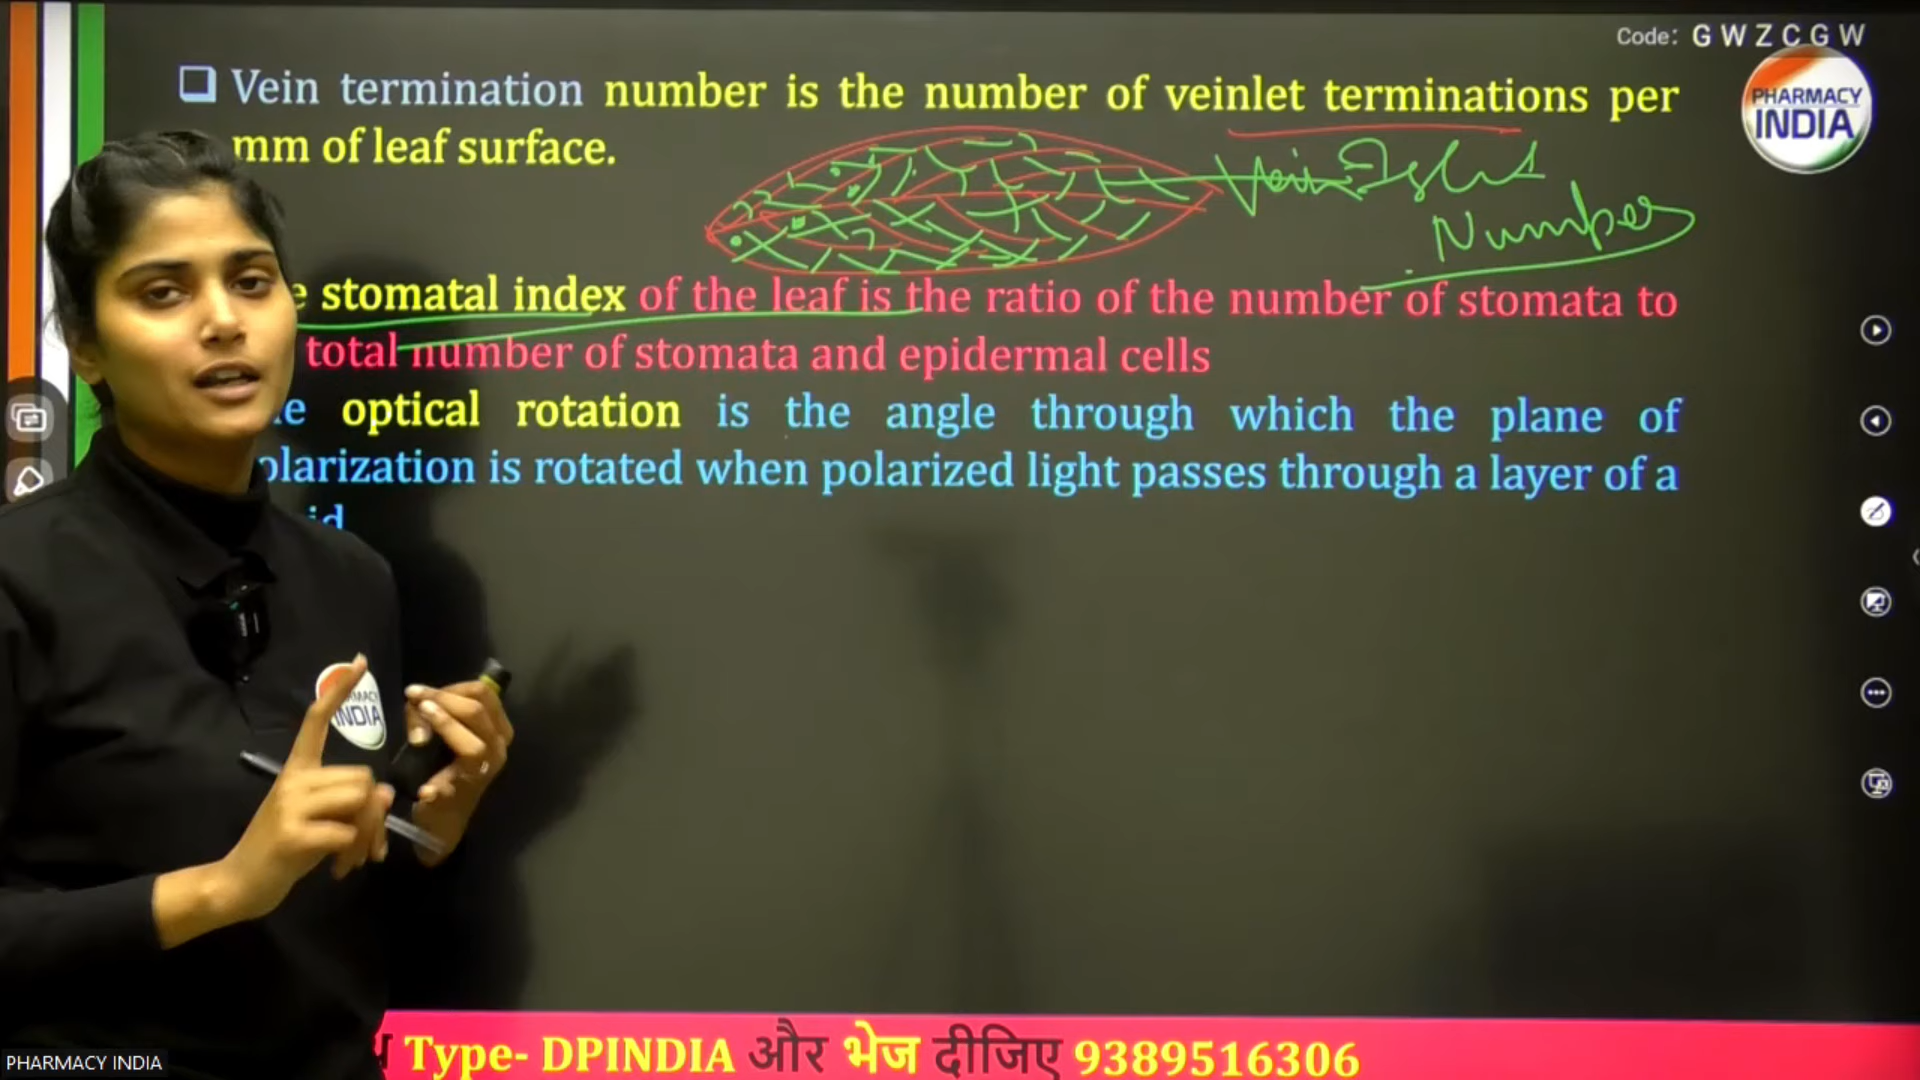 Code: G W Z C G W
PHARMACY
INDIA
❑ Vein termination number is the number of veinlet terminations per
mm of leaf surface.
Vein Islet
Number
e stomatal index of the leaf is the ratio of the number of stomata to
total number of stomata and epidermal cells
e optical rotation is the angle through which the plane of
olarization is rotated when polarized light passes through a layer of a
id
INDIA
Type- DPINDIA और भेज दीजिए 9389516306
PHARMACY INDIA